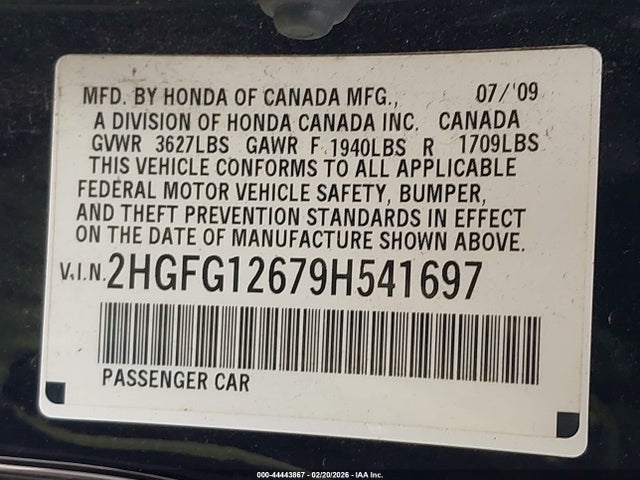 MFD. BY HONDA OF CANADA MFG., 07/'09
A DIVISION OF HONDA CANADA INC. CANADA
GVWR 3627LBS GAWR F 1940LBS R 1709LBS
THIS VEHICLE CONFORMS TO ALL APPLICABLE
FEDERAL MOTOR VEHICLE SAFETY, BUMPER,
AND THEFT PREVENTION STANDARDS IN EFFECT
ON THE DATE OF MANUFACTURE SHOWN ABOVE.
V.I.N. 2HGFG12679H541697
PASSENGER CAR
000-44443867 - 02/20/2026 - IAA Inc.